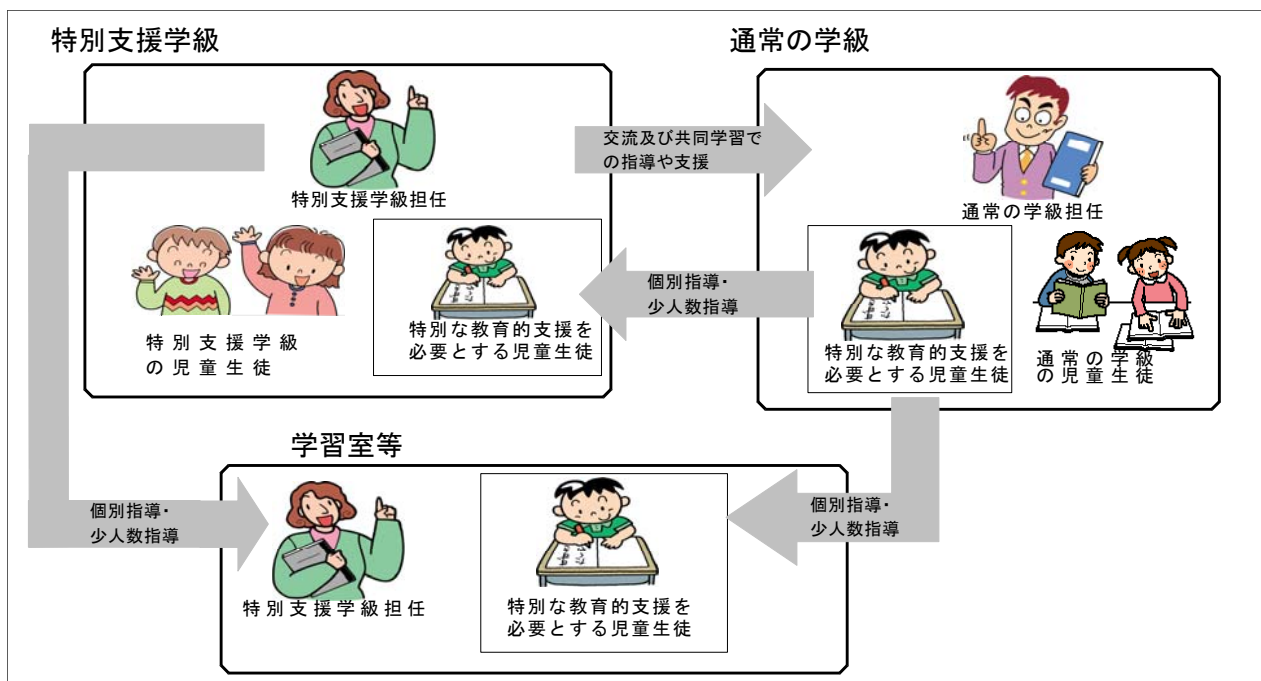 特別支援学級
通常の学級
交流及び共同学習で
の指導や支援
特別支援学級担任
通常の学級担任
個別指導・
少人数指導
特別支援学級
の児童生徒
特別な教育的支援を
必要とする児童生徒
特別な教育的支援を
必要とする児童生徒
通常の学級
の児童生徒
学習室等
個別指導・
少人数指導
個別指導・
少人数指導
特別支援学級担任
特別な教育的支援を
必要とする児童生徒